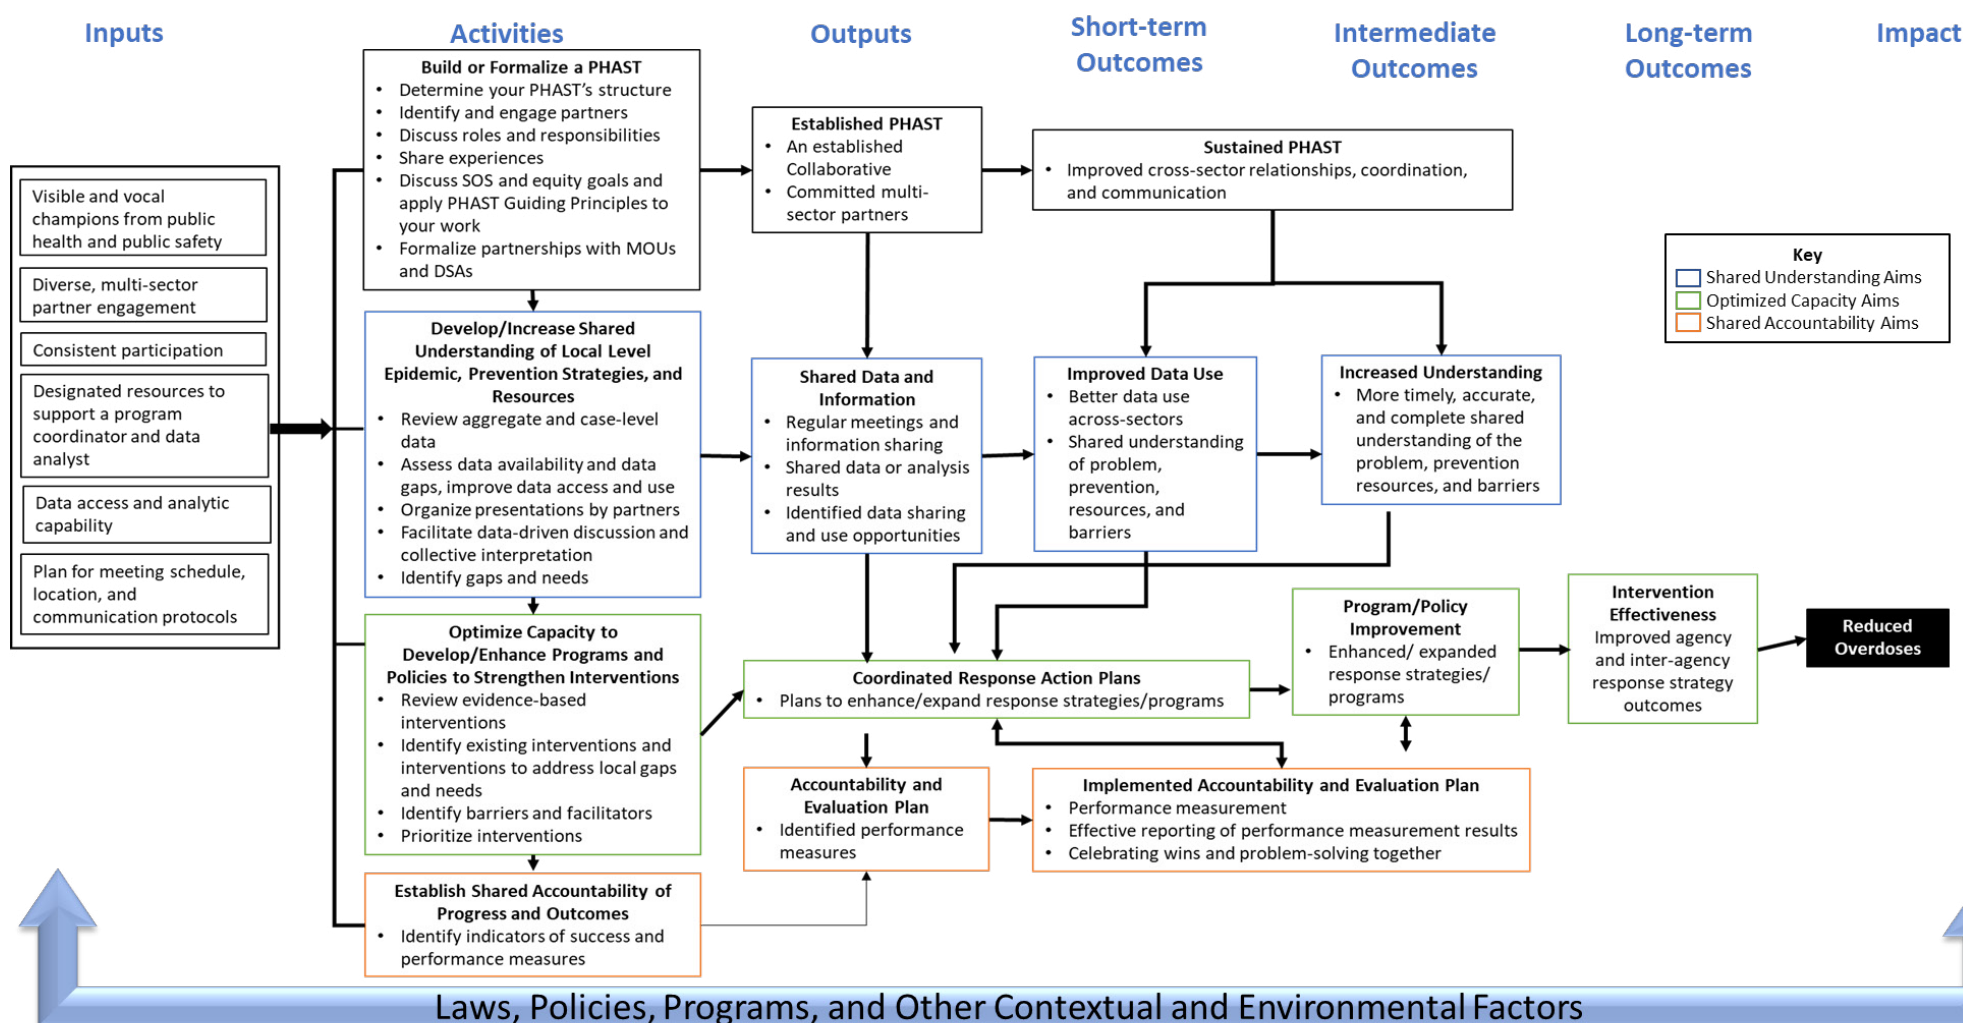 Inputs
Activities
Outputs
Short-term
Outcomes
Intermediate
Outcomes
Long-term
Outcomes
Impact
Visible and vocal
champions from public
health and public safety
Diverse, multi-sector
partner engagement
Consistent participation
Designated resources to
support a program
coordinator and data
analyst
Data access and analytic
capability
Plan for meeting schedule,
location, and
communication protocols
Build or Formalize a PHAST
• Determine your PHAST’s structure
• Identify and engage partners
• Discuss roles and responsibilities
• Share experiences
• Discuss SOS and equity goals and
apply PHAST Guiding Principles to
your work
• Formalize partnerships with MOUs
and DSAs
Develop/Increase Shared
Understanding of Local Level
Epidemic, Prevention Strategies, and
Resources
• Review aggregate and case-level
data
• Assess data availability and data
gaps, improve data access and use
• Organize presentations by partners
• Facilitate data-driven discussion and
collective interpretation
• Identify gaps and needs
Optimize Capacity to
Develop/Enhance Programs and
Policies to Strengthen Interventions
• Review evidence-based
interventions
• Identify existing interventions and
interventions to address local gaps
and needs
• Identify barriers and facilitators
• Prioritize interventions
Establish Shared Accountability of
Progress and Outcomes
• Identify indicators of success and
performance measures
Established PHAST
• An established
Collaborative
• Committed multi-
sector partners
Shared Data and
Information
• Regular meetings and
information sharing
• Shared data or analysis
results
• Identified data sharing
and use opportunities
Coordinated Response Action Plans
• Plans to enhance/expand response strategies/programs
Accountability and
Evaluation Plan
• Identified performance
measures
Sustained PHAST
• Improved cross-sector relationships, coordination,
and communication
Improved Data Use
• Better data use
across-sectors
• Shared understanding
of problem,
prevention,
resources, and
barriers
Increased Understanding
• More timely, accurate,
and complete shared
understanding of the
problem, prevention
resources, and barriers
Program/Policy
Improvement
• Enhanced/ expanded
response strategies/
programs
Implemented Accountability and Evaluation Plan
• Performance measurement
• Effective reporting of performance measurement results
• Celebrating wins and problem-solving together
Intervention
Effectiveness
Improved agency
and inter-agency
response strategy
outcomes
Reduced
Overdoses
Key
Shared Understanding Aims
Optimized Capacity Aims
Shared Accountability Aims
Laws, Policies, Programs, and Other Contextual and Environmental Factors